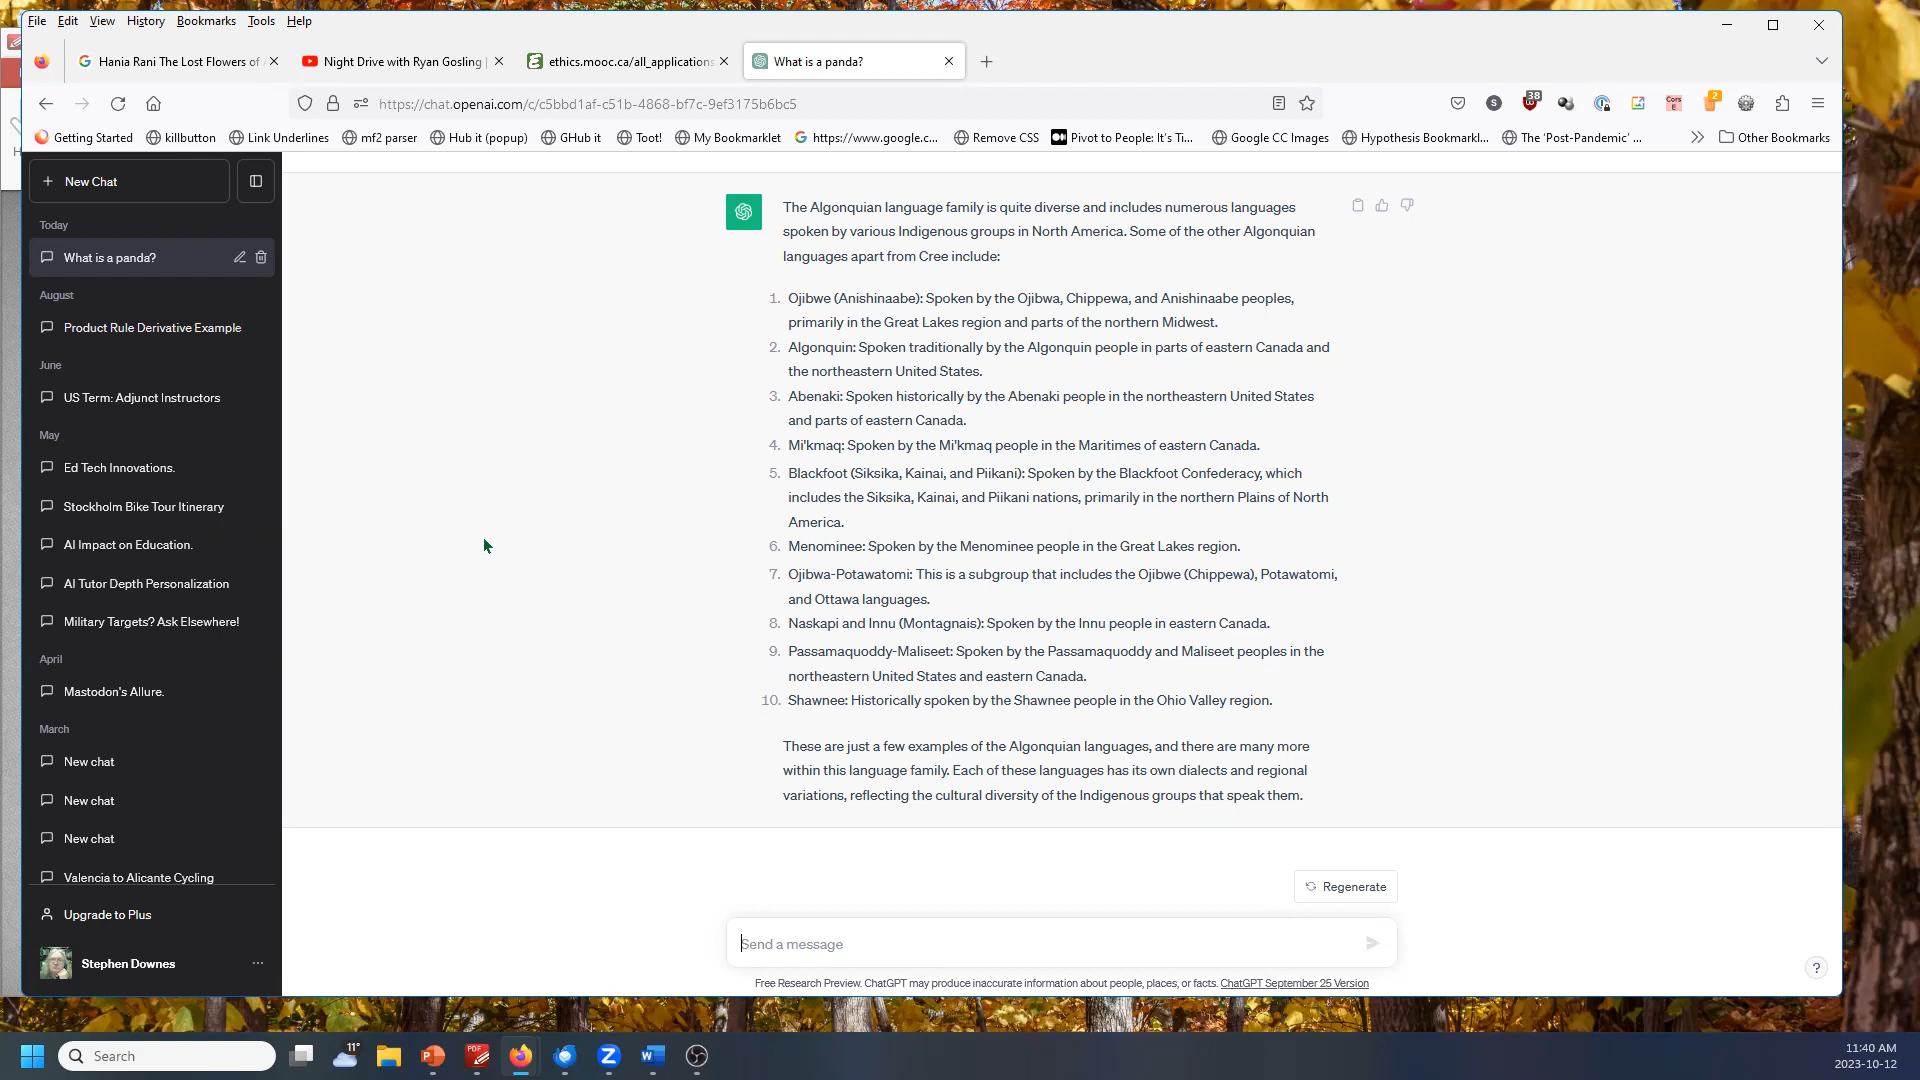 File Edit View History Bookmarks Tools Help
Hania Rani The Lost Flowers of
Night Drive with Ryan Gosling |
ethics.mooc.ca/all_applications
What is a panda?
https://chat.openai.com/c/c5bbd1af-c51b-4868-bf7c-9ef3175b6bc5
S
38
Cors
E
2
Getting Started
killbutton
Link Underlines
mf2 parser
Hub it (popup)
GHub it
Toot!
My Bookmarklet
https://www.google.c...
Remove CSS
Pivot to People: It's Ti...
Google CC Images
Hypothesis Bookmarkl...
The 'Post-Pandemic' ...
Other Bookmarks
New Chat
Today
What is a panda?
August
Product Rule Derivative Example
June
US Term: Adjunct Instructors
May
Ed Tech Innovations.
Stockholm Bike Tour Itinerary
AI Impact on Education.
AI Tutor Depth Personalization
Military Targets? Ask Elsewhere!
April
Mastodon's Allure.
March
New chat
New chat
New chat
Valencia to Alicante Cycling
Upgrade to Plus
Stephen Downes
The Algonquian language family is quite diverse and includes numerous languages
spoken by various Indigenous groups in North America. Some of the other Algonquian
languages apart from Cree include:
1. Ojibwe (Anishinaabe): Spoken by the Ojibwa, Chippewa, and Anishinaabe peoples,
primarily in the Great Lakes region and parts of the northern Midwest.
2. Algonquin: Spoken traditionally by the Algonquin people in parts of eastern Canada and
the northeastern United States.
3. Abenaki: Spoken historically by the Abenaki people in the northeastern United States
and parts of eastern Canada.
4. Mi'kmaq: Spoken by the Mi'kmaq people in the Maritimes of eastern Canada.
5. Blackfoot (Siksika, Kainai, and Piikani): Spoken by the Blackfoot Confederacy, which
includes the Siksika, Kainai, and Piikani nations, primarily in the northern Plains of North
America.
6. Menominee: Spoken by the Menominee people in the Great Lakes region.
7. Ojibwa-Potawatomi: This is a subgroup that includes the Ojibwe (Chippewa), Potawatomi,
and Ottawa languages.
8. Naskapi and Innu (Montagnais): Spoken by the Innu people in eastern Canada.
9. Passamaquoddy-Maliseet: Spoken by the Passamaquoddy and Maliseet peoples in the
northeastern United States and eastern Canada.
10. Shawnee: Historically spoken by the Shawnee people in the Ohio Valley region.
These are just a few examples of the Algonquian languages, and there are many more
within this language family. Each of these languages has its own dialects and regional
variations, reflecting the cultural diversity of the Indigenous groups that speak them.
Regenerate
Send a message
Free Research Preview. ChatGPT may produce inaccurate information about people, places, or facts. ChatGPT September 25 Version
?
Search
11°
P
PDF
Z
W
11:40 AM
2023-10-12